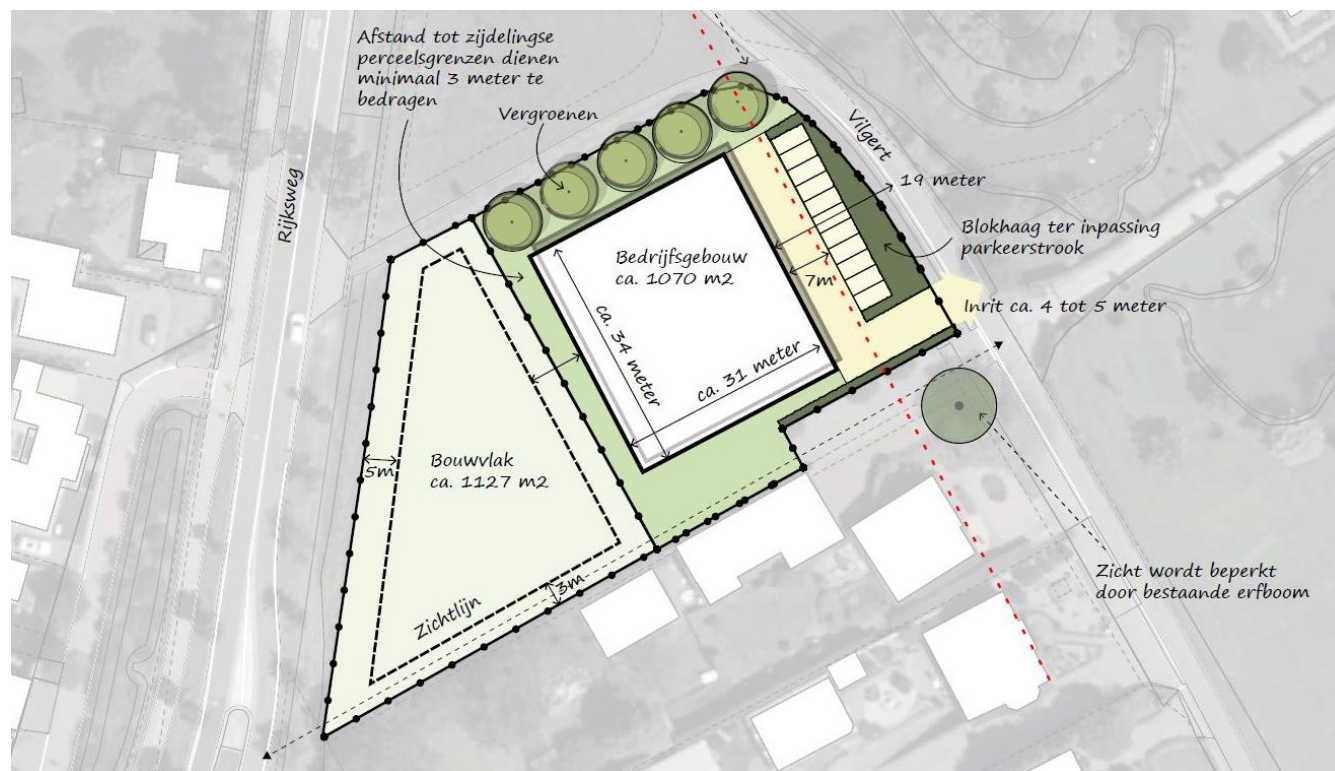 Afstand tot zijdelingse
perceelsgrenzen dienen
minimaal 3 meter te
bedragen
Vergroenen
Rijksweg
Vilgert
19 meter
Blokhaag ter inpassing
parkeerstrook
Bedrijfsgebouw
ca. 1070 m2
7m
Inrit ca. 4 tot 5 meter
ca. 34 meter
ca. 31 meter
Bouwvlak
ca. 1127 m2
5m
3m
Zichtlijn
Zicht wordt beperkt
door bestaande erfboom